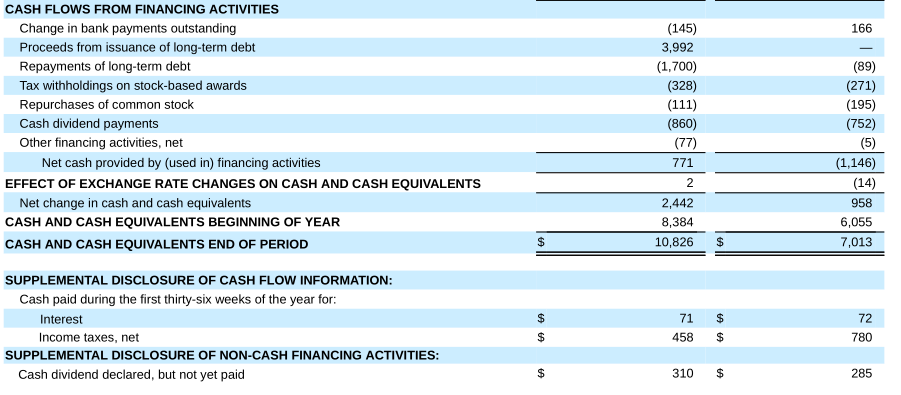 CASH FLOWS FROM FINANCING ACTIVITIES
Change in bank payments outstanding (145) 166
Proceeds from issuance of long-term debt 3,992 —
Repayments of long-term debt (1,700) (89)
Tax withholdings on stock-based awards (328) (271)
Repurchases of common stock (111) (195)
Cash dividend payments (860) (752)
Other financing activities, net (77) (5)
Net cash provided by (used in) financing activities 771 (1,146)
EFFECT OF EXCHANGE RATE CHANGES ON CASH AND CASH EQUIVALENTS 2 (14)
Net change in cash and cash equivalents 2,442 958
CASH AND CASH EQUIVALENTS BEGINNING OF YEAR 8,384 6,055
CASH AND CASH EQUIVALENTS END OF PERIOD $ 10,826 $ 7,013
SUPPLEMENTAL DISCLOSURE OF CASH FLOW INFORMATION:
Cash paid during the first thirty-six weeks of the year for:
Interest $ 71 $ 72
Income taxes, net $ 458 $ 780
SUPPLEMENTAL DISCLOSURE OF NON-CASH FINANCING ACTIVITIES:
Cash dividend declared, but not yet paid $ 310 $ 285